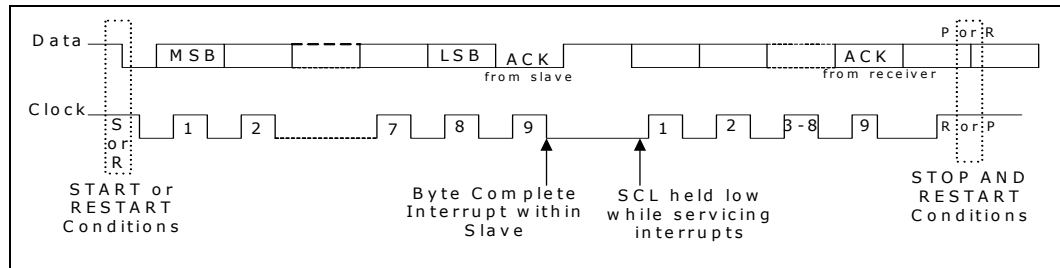 Data
MSB
LSB
ACK
from slave
ACK
from receiver
P or R
Clock
S or R
1
2
7
8
9
1
2
3-8
9
R or P
START or
RESTART
Conditions
Byte Complete
Interrupt within
Slave
SCL held low
while servicing
interrupts
STOP AND
RESTART
Conditions